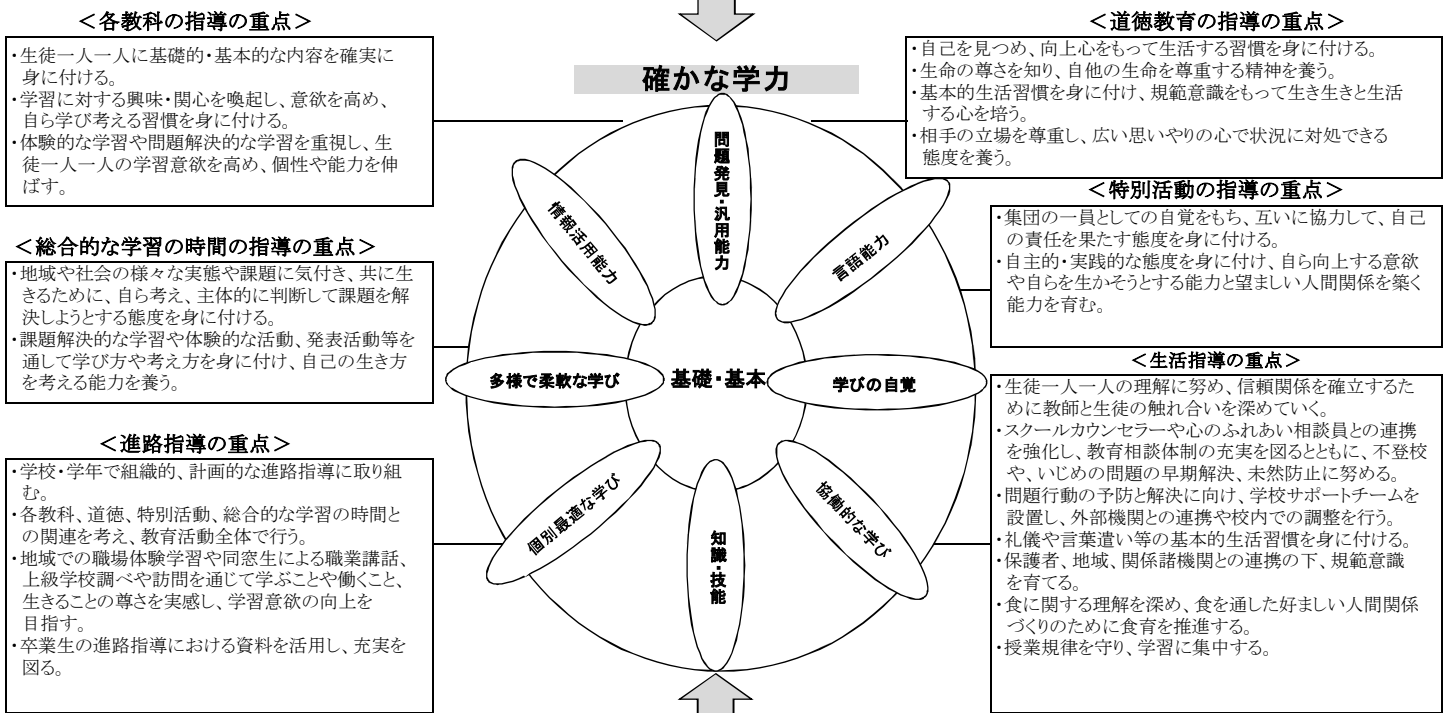 ＜各教科の指導の重点＞
・生徒一人一人に基礎的・基本的な内容を確実に
身に付ける。
・学習に対する興味・関心を喚起し、意欲を高め、
自ら学び考える習慣を身に付ける。
・体験的な学習や問題解決的な学習を重視し、生
徒一人一人の学習意欲を高め、個性や能力を伸
ばす。
＜総合的な学習の時間の指導の重点＞
・地域や社会の様々な実態や課題に気付き、共に生
きるために、自ら考え、主体的に判断して課題を解
決しようとする態度を身に付ける。
・課題解決的な学習や体験的な活動、発表活動等を
通して学び方や考え方を身に付け、自己の生き方
を考える能力を養う。
＜進路指導の重点＞
・学校・学年で組織的、計画的な進路指導に取り組
む。
・各教科、道徳、特別活動、総合的な学習の時間と
の関連を考え、教育活動全体で行う。
・地域での職場体験学習や同窓生による職業講話、
上級学校調べや訪問を通じて学ぶことや働くこと、
生きることの尊さを実感し、学習意欲の向上を
目指す。
・卒業生の進路指導における資料を活用し、充実を
図る。
確かな学力
問題発見・汎用能力
情報活用能力
言語能力
多様で柔軟な学び
基礎・基本
学びの自覚
個別最適な学び
知識・技能
協働的な学び
＜道徳教育の指導の重点＞
・自己を見つめ、向上心をもって生活する習慣を身に付ける。
・生命の尊さを知り、自他の生命を尊重する精神を養う。
・基本的生活習慣を身に付け、規範意識をもって生き生きと生活
する心を培う。
・相手の立場を尊重し、広い思いやりの心で状況に対処できる
態度を養う。
＜特別活動の指導の重点＞
・集団の一員としての自覚をもち、互いに協力して、自己
の責任を果たす態度を身に付ける。
・自主的・実践的な態度を身に付け、自ら向上する意欲
や自らを生かそうとする能力と望ましい人間関係を築く
能力を育む。
＜生活指導の重点＞
・生徒一人一人の理解に努め、信頼関係を確立するた
めに教師と生徒の触れ合いを深めていく。
・スクールカウンセラーや心のふれあい相談員との連携
を強化し、教育相談体制の充実を図るとともに、不登校
や、いじめの問題の早期解決、未然防止に努める。
・問題行動の予防と解決に向け、学校サポートチームを
設置し、外部機関との連携や校内での調整を行う。
・礼儀や言葉遣い等の基本的生活習慣を身に付ける。
・保護者、地域、関係諸機関との連携の下、規範意識
を育てる。
・食に関する理解を深め、食を通した好ましい人間関係
づくりのために食育を推進する。
・授業規律を守り、学習に集中する。